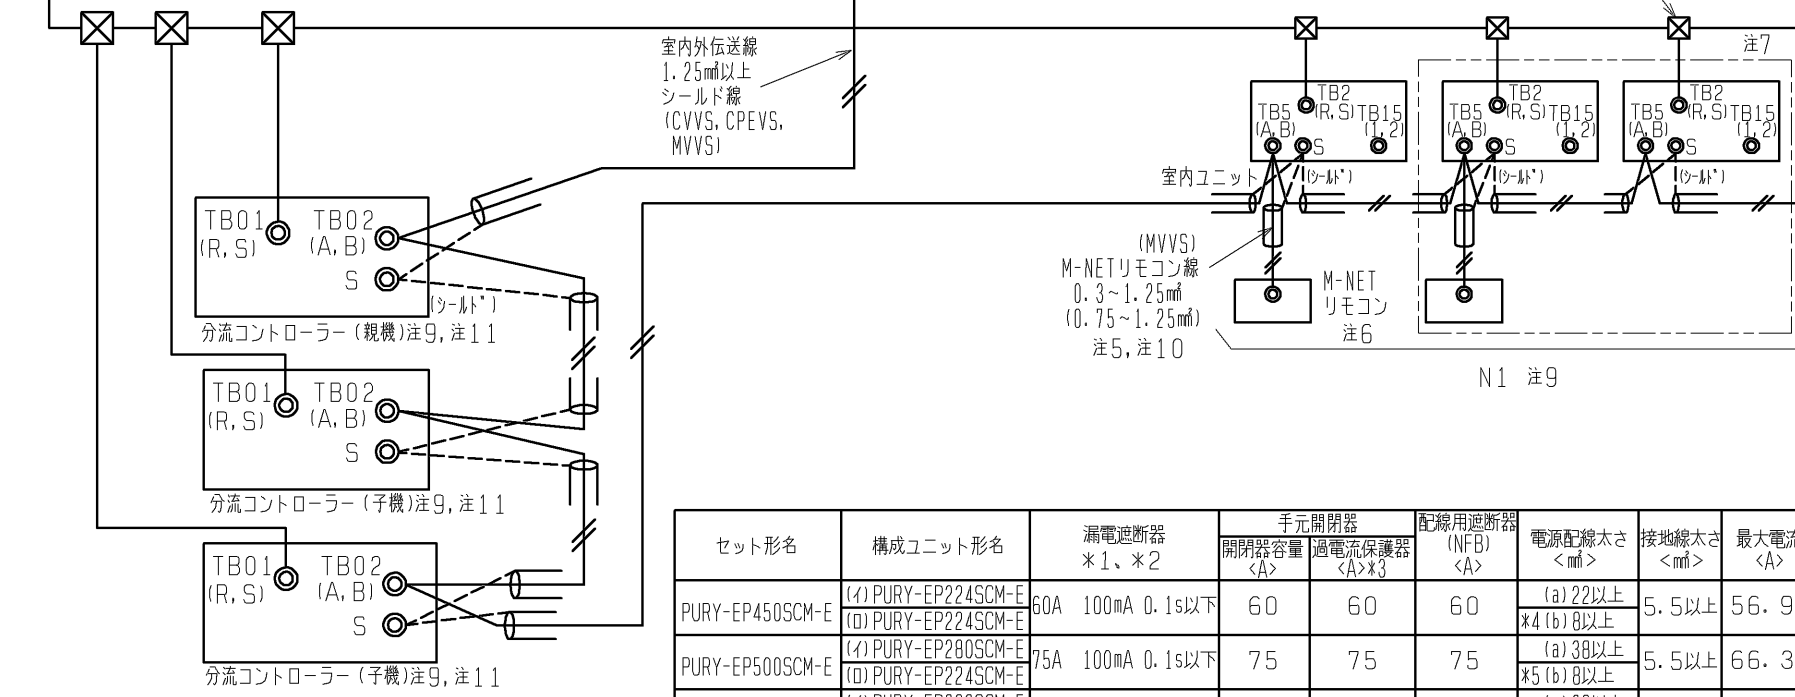 室内外伝送線
1.25㎟以上
シールド線
(CVVS, CPEVS,
MVVS)
注7
TB2
TB5 (R,S) TB15
(A,B) (1,2)
S
TB2
TB5 (R,S) TB15
(A,B) (1,2)
S
TB2
TB5 (R,S) TB15
(A,B) (1,2)
S
室内ユニット
(シールド)
(シールド)
(シールド)
(MVVS)
M-NETリモコン線
0.3~1.25㎟
(0.75~1.25㎟)
注5, 注10
M-NET
リモコン
注6
N1 注9
TB01 TB02
(R,S) (A,B)
S
(シールド)
分流コントローラー(親機)注9, 注11
TB01 TB02
(R,S) (A,B)
S
分流コントローラー(子機)注9, 注11
TB01 TB02
(R,S) (A,B)
S
分流コントローラー(子機)注9, 注11
セット形名 構成ユニット形名 漏電遮断器 *1、*2 手元開閉器 開閉器容量 <A> 過電流保護器 <A>*3 配線用遮断器 (NFB) <A> 電源配線太さ <㎟> 接地線太さ <㎟> 最大電流 <A>
PURY-EP450SCM-E (イ)PURY-EP224SCM-E 60A 100mA 0.1s以下 60 60 60 (a)22以上 5.5以上 56.9
(ロ)PURY-EP224SCM-E *4(b)8以上
PURY-EP500SCM-E (イ)PURY-EP280SCM-E 75A 100mA 0.1s以下 75 75 75 (a)38以上 5.5以上 66.3
(ロ)PURY-EP224SCM-E *5(b)8以上